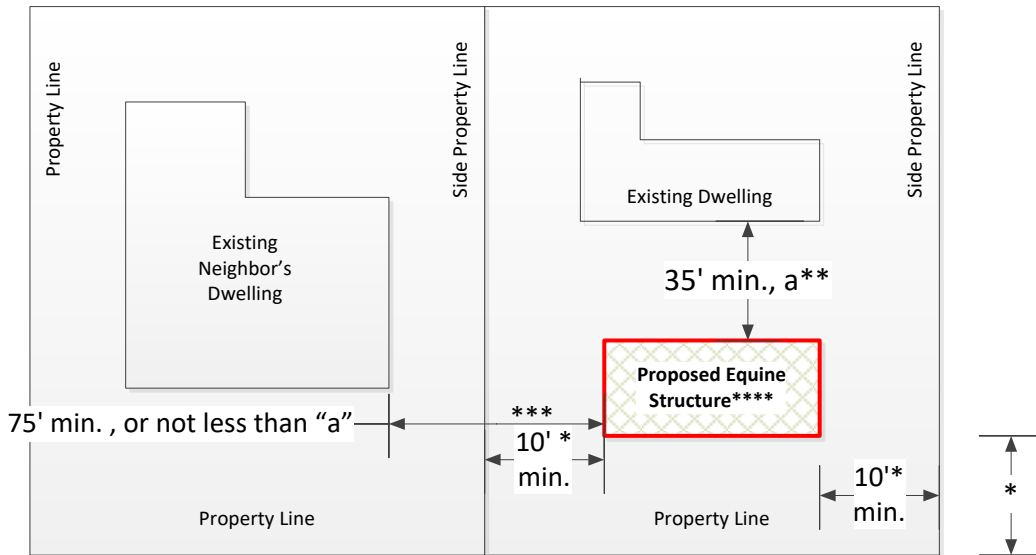 Property Line
Side Property Line
Side Property Line
Existing
Neighbor's
Dwelling
Existing Dwelling
35' min., a**
Proposed Equine
Structure****
75' min. , or not less than “a”
***
10' *
min.
10'*
min.
*
Property Line
Property Line